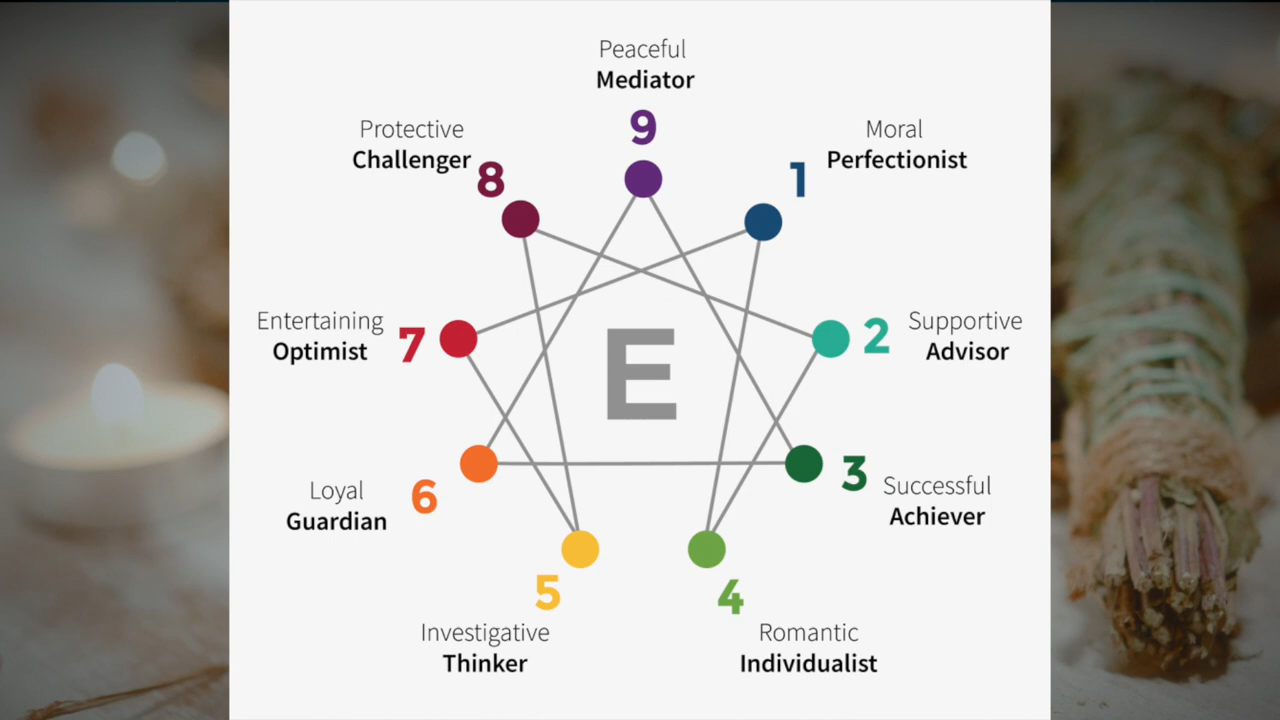 Peaceful
Mediator
9
Protective
Challenger
8
Moral
Perfectionist
1
Entertaining
Optimist
7
E
2
Supportive
Advisor
Loyal
Guardian
6
3
Successful
Achiever
5
Investigative
Thinker
4
Romantic
Individualist